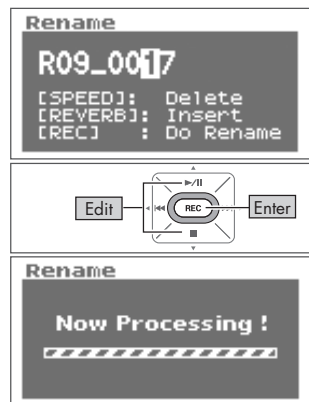 Rename
R09_0017
[SPEED]: Delete
[REVERB]: Insert
[REC] : Do Rename
Edit
REC
Enter
Rename
Now Processing !